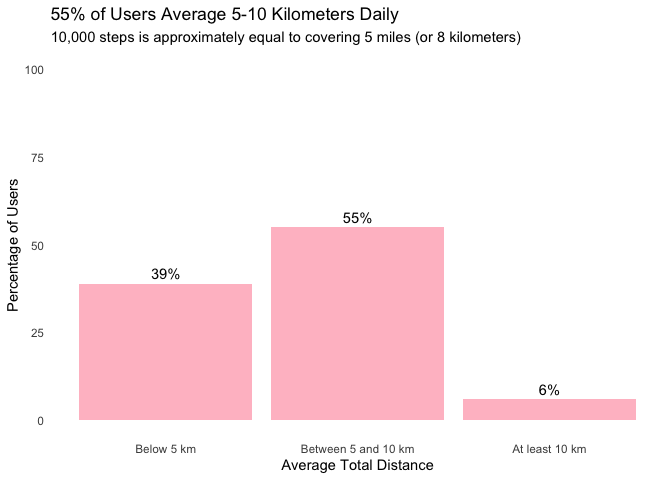 55% of Users Average 5-10 Kilometers Daily
10,000 steps is approximately equal to covering 5 miles (or 8 kilometers)
100
75
50
25
0
Percentage of Users
39%
55%
6%
Below 5 km
Between 5 and 10 km
At least 10 km
Average Total Distance